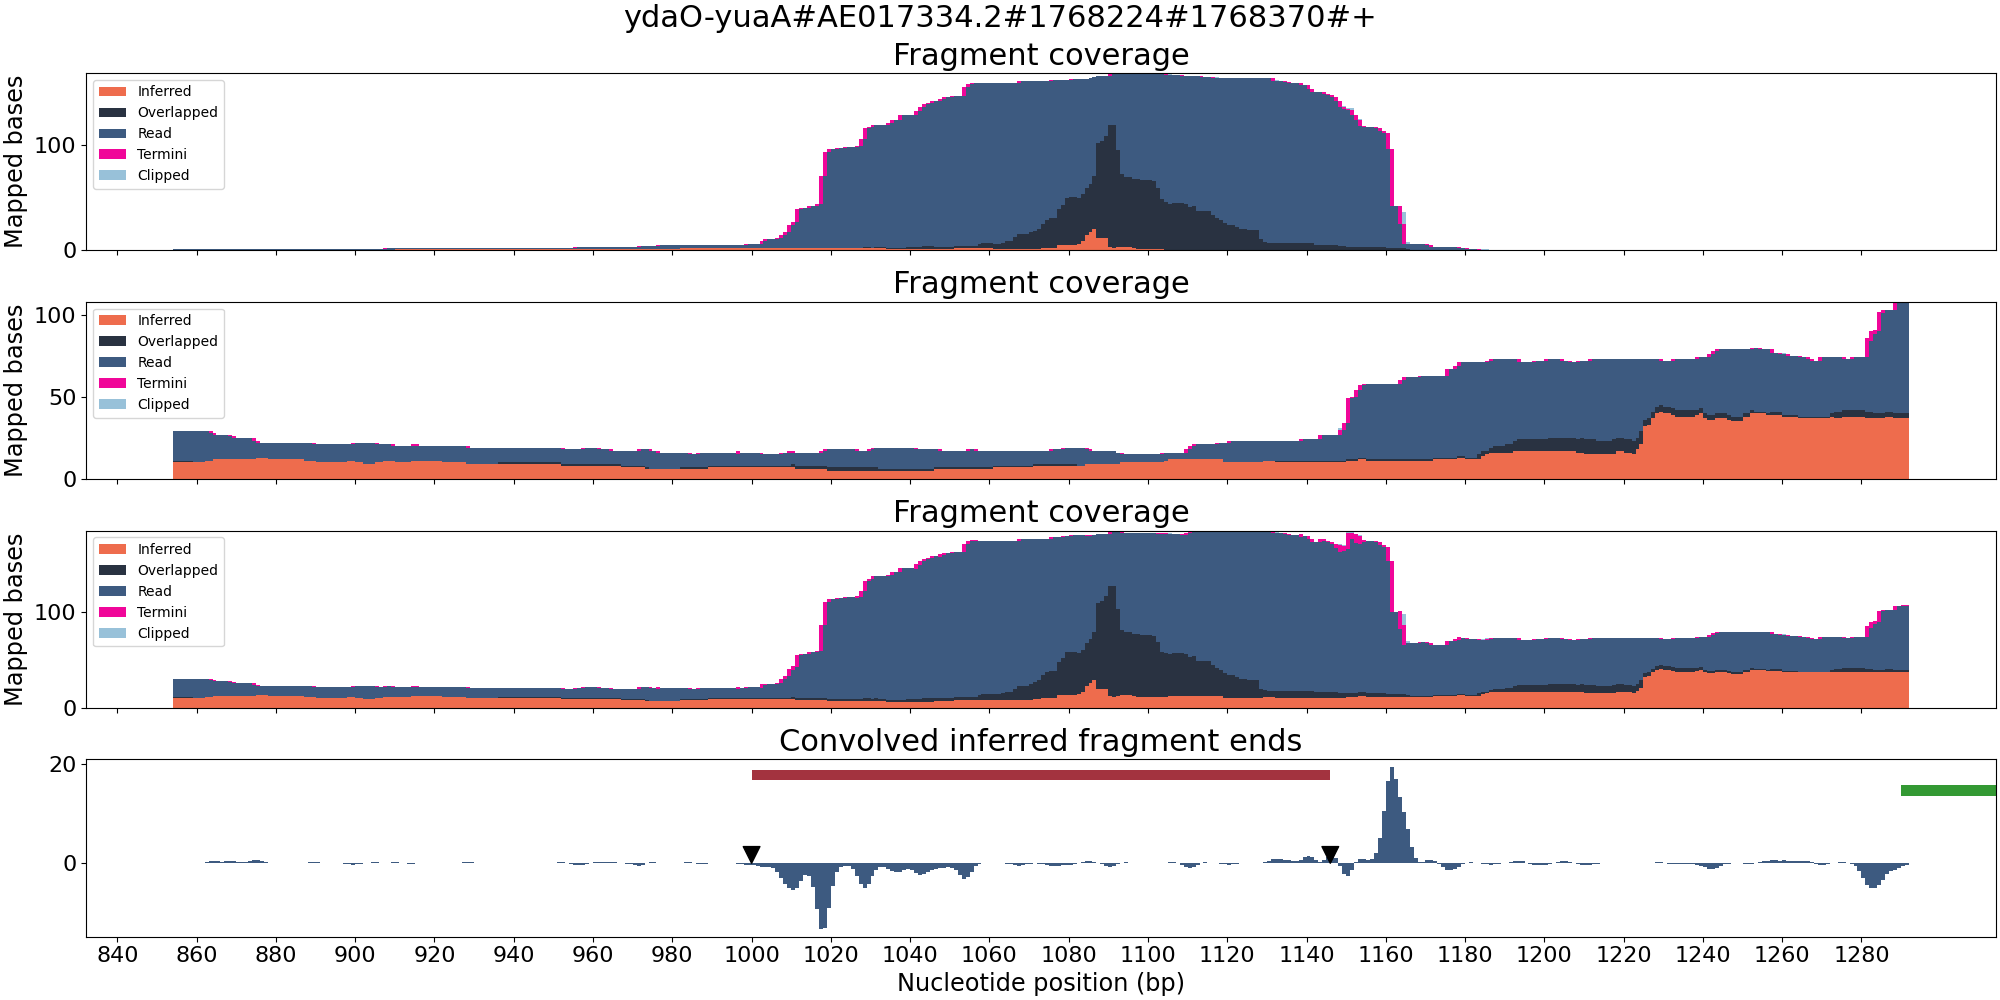 ydaO-yuaA#AE017334.2#1768224#1768370#+
Fragment coverage
Mapped bases
100
0
Inferred
Overlapped
Read
Termini
Clipped
Fragment coverage
Mapped bases
100
50
0
Inferred
Overlapped
Read
Termini
Clipped
Fragment coverage
Mapped bases
100
0
Inferred
Overlapped
Read
Termini
Clipped
Convolved inferred fragment ends
20
0
840 860 880 900 920 940 960 980 1000 1020 1040 1060 1080 1100 1120 1140 1160 1180 1200 1220 1240 1260 1280
Nucleotide position (bp)